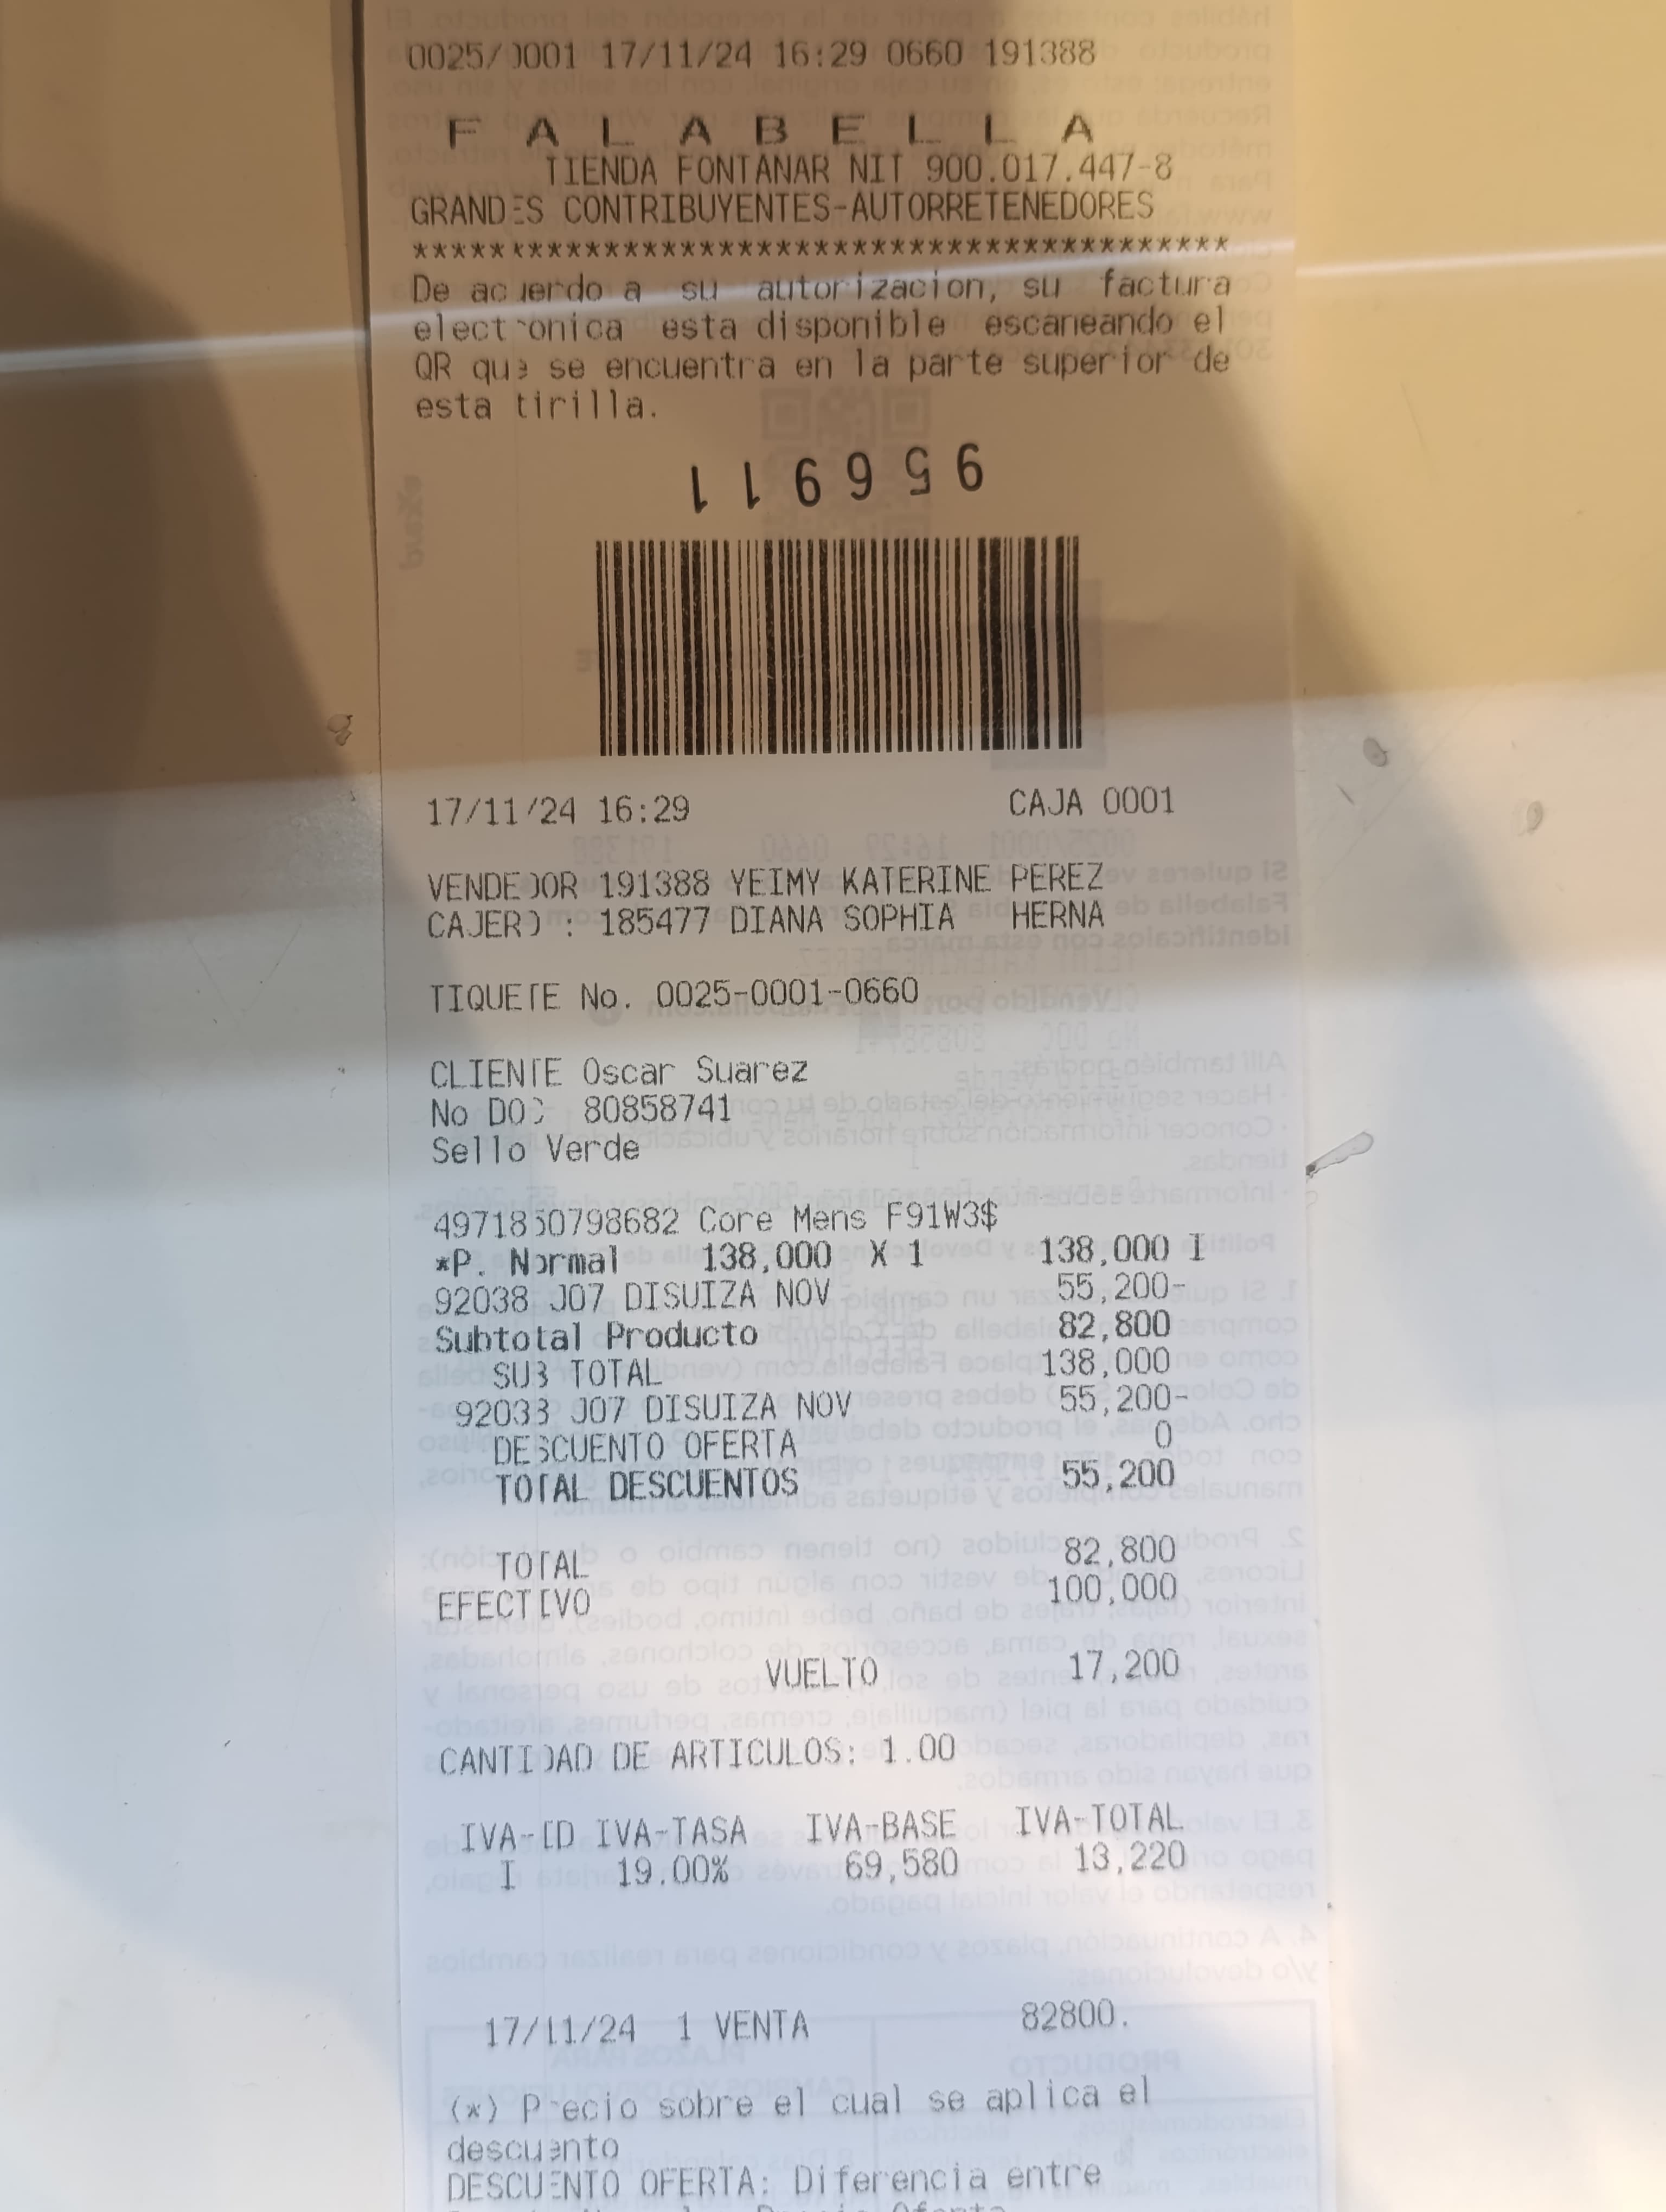 0025/0001 17/11/24 16:29 0660 191388
FALABELLA
TIENDA FONTANAR NIT 900.017.447-8
GRANDES CONTRIBUYENTES-AUTORRETENEDORES
******************************************
De acuerdo a su autorizacion, su factura
electronica esta disponible escaneando el
QR que se encuentra en la parte superior de
esta tirilla.
956911
17/11/24 16:29 CAJA 0001
VENDEDOR 191388 YEIMY KATERINE PEREZ
CAJERO : 185477 DIANA SOPHIA HERNA
TIQUETE No. 0025-0001-0660
CLIENTE Oscar Suarez
No DOC 80858741
Sello Verde
4971850798682 Core Mens F91W3$
*P. Normal 138,000 X 1 138,000 I
92038 J07 DISUIZA NOV 55,200-
Subtotal Producto 82,800
SUB TOTAL 138,000
92038 J07 DISUIZA NOV 55,200-
DESCUENTO OFERTA 0
TOTAL DESCUENTOS 55,200
TOTAL 82,800
EFECTIVO 100,000
VUELTO 17,200
CANTIDAD DE ARTICULOS: 1.00
IVA-ID IVA-TASA IVA-BASE IVA-TOTAL
I 19.00% 69,580 13,220
17/11/24 1 VENTA 82800.
(*) Precio sobre el cual se aplica el
descuento
DESCUENTO OFERTA: Diferencia entre